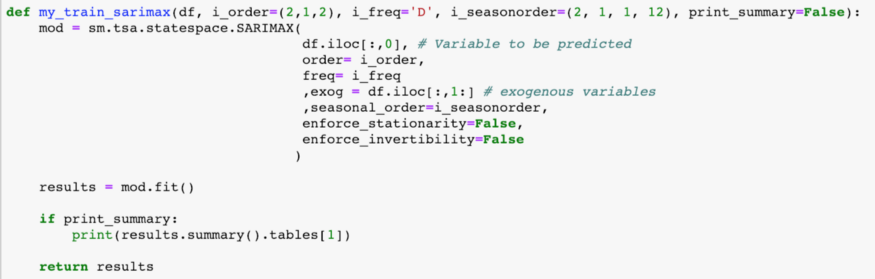 def my_train_sarimax(df, i_order=(2,1,2), i_freq='D', i_seasonorder=(2, 1, 1, 12), print_summary=False):
    mod = sm.tsa.statespace.SARIMAX(
                                df.iloc[:,0], # Variable to be predicted
                                order= i_order,
                                freq= i_freq
                                ,exog = df.iloc[:,1:] # exogenous variables
                                ,seasonal_order=i_seasonorder,
                                enforce_stationarity=False,
                                enforce_invertibility=False
                               )
    results = mod.fit()
    if print_summary:
        print(results.summary().tables[1])
    return results